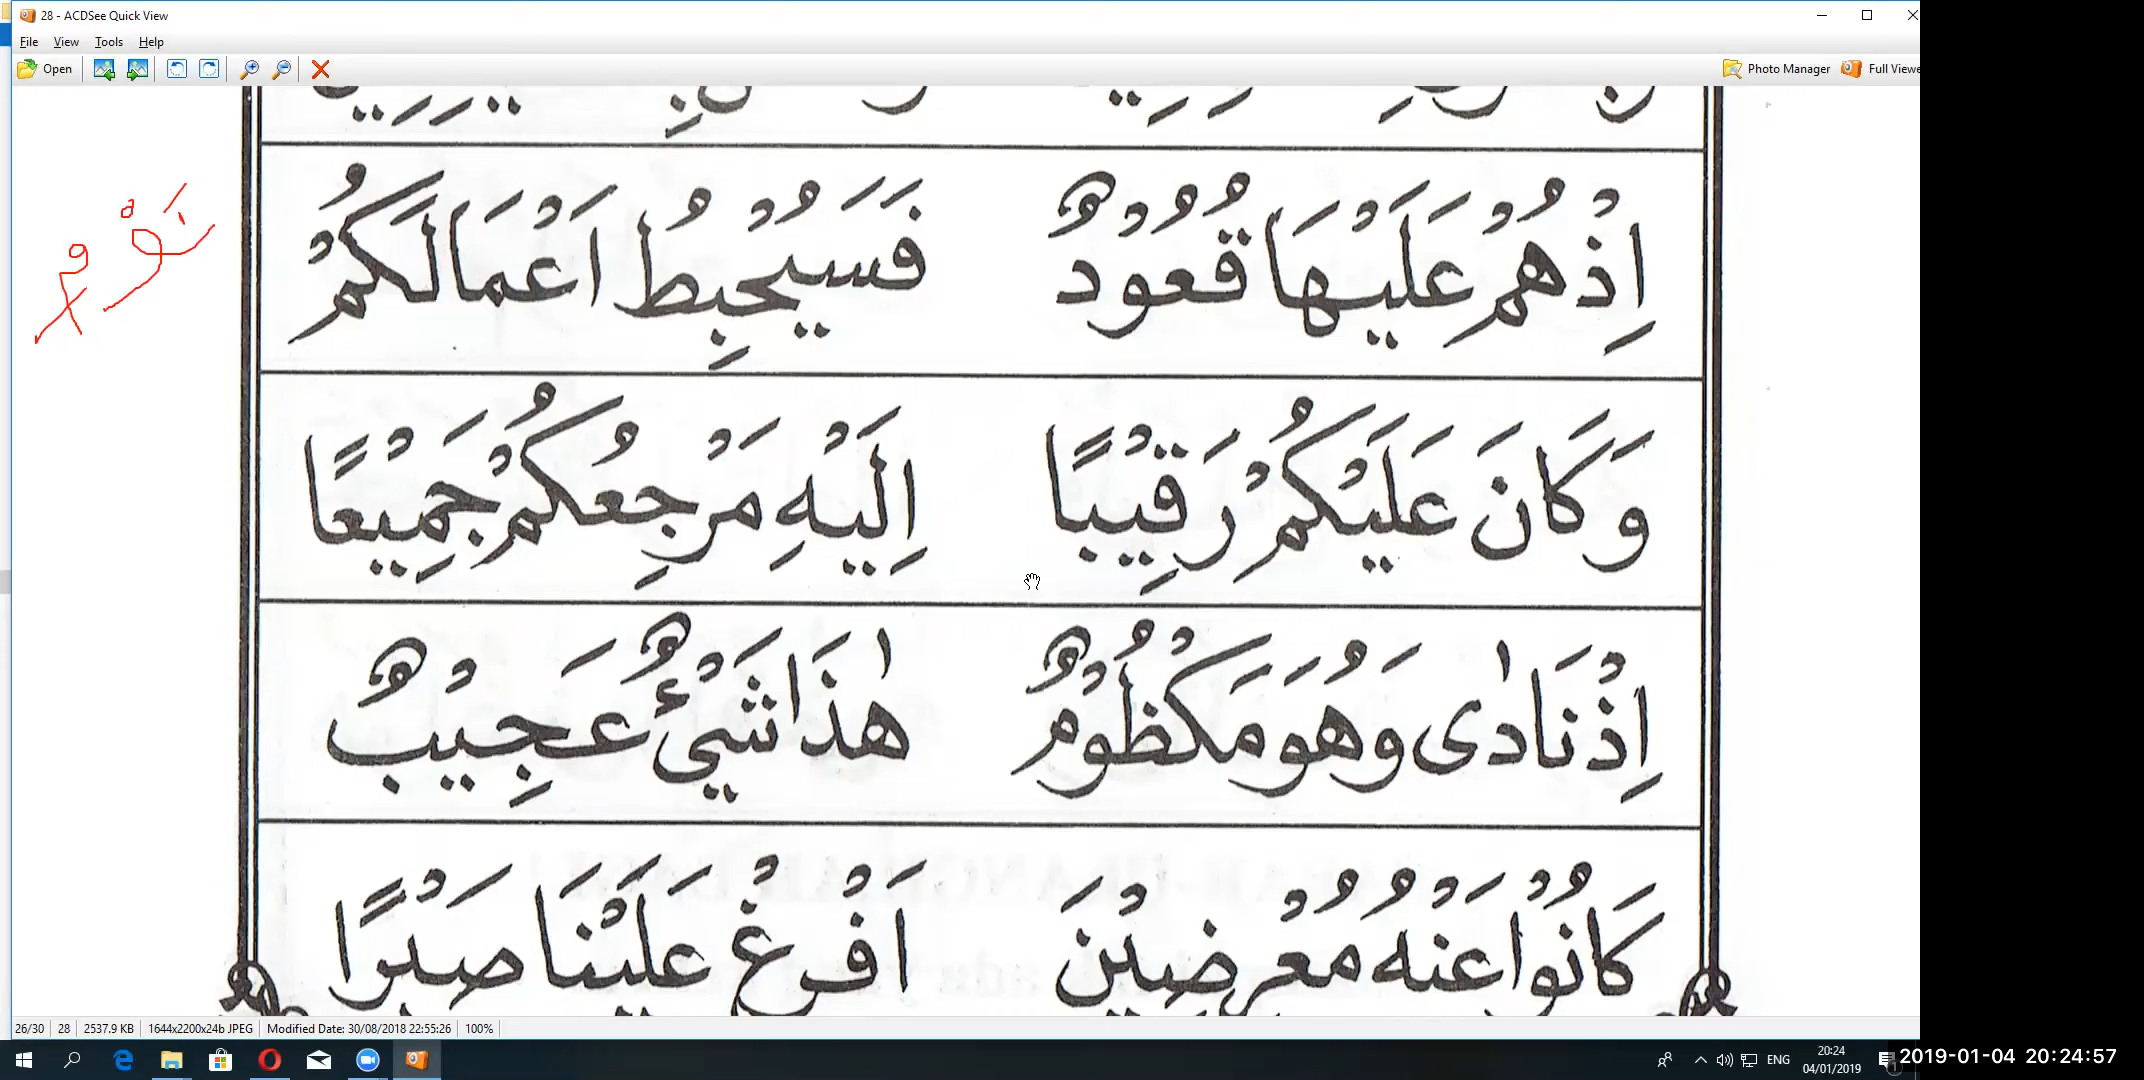 28 - ACDSee Quick View
File View Tools Help
Open Photo Manager Full Viewe
اِذْهُمْ عَلَيْهَا قُعُوْدٌ فَسَيُحْبِطُ اَعْمَالَكُمْ
وَكَانَ عَلَيْكُمْ رَقِيْبًا اِلَيْهِ مَرْجِعُكُمْ جَمِيْعًا
اِذْنَادٰى وَهُوَ مَكْظُوْمٌ هٰذَا شَيْئٌ عَجِيْبٌ
كَانُوْا عَنْهُ مُعْرِضِيْنَ اَفْرِغْ عَلَيْنَا صَبْرًا
26/30 28 2537.9 KB 1644x2200x24b JPEG Modified Date: 30/08/2018 22:55:26 100%
ENG 20:24
04/01/2019
2019-01-04 20:24:57